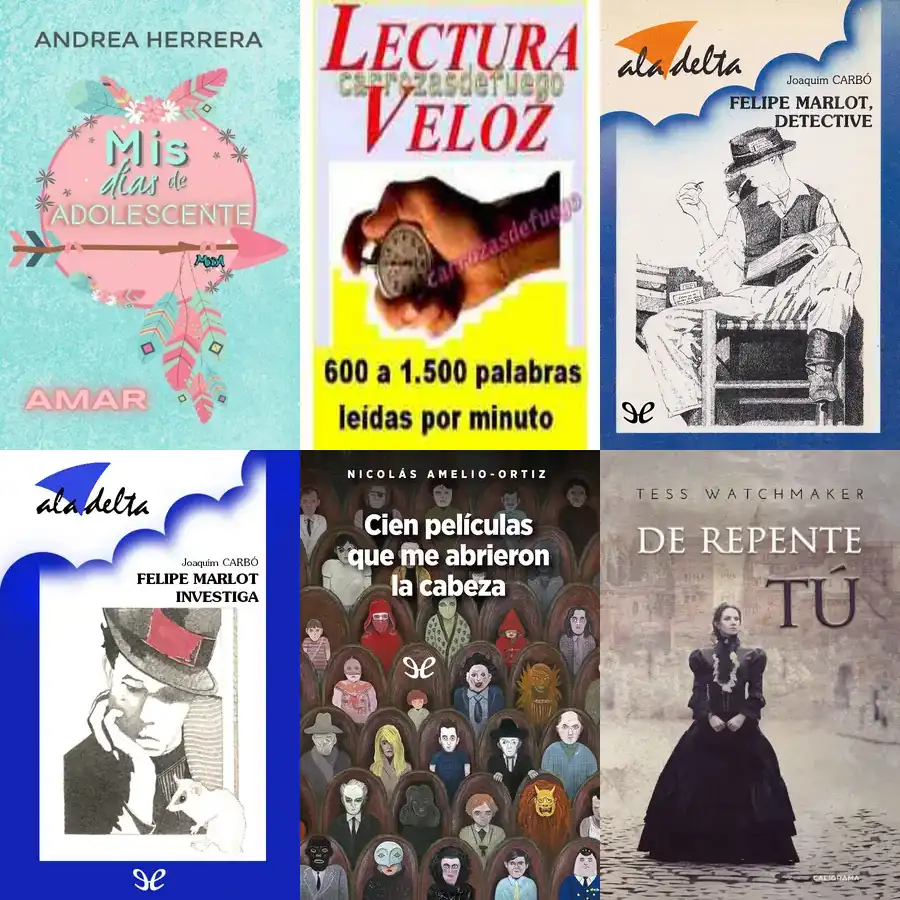 ANDREA HERRERA
Mis
días de
ADOLESCENTE
AMAR
LECTURA
carrozasdefuego
VELOZ
carrozasdefuego
600 a 1.500 palabras
leídas por minuto
ala delta
Joaquim CARBÓ
FELIPE MARLOT,
DETECTIVE
ala delta
Joaquim CARBÓ
FELIPE MARLOT
INVESTIGA
NICOLÁS AMELIO-ORTIZ
Cien películas
que me abrieron
la cabeza
TESS WATCHMAKER
DE REPENTE
TÚ
CALIGRAMA